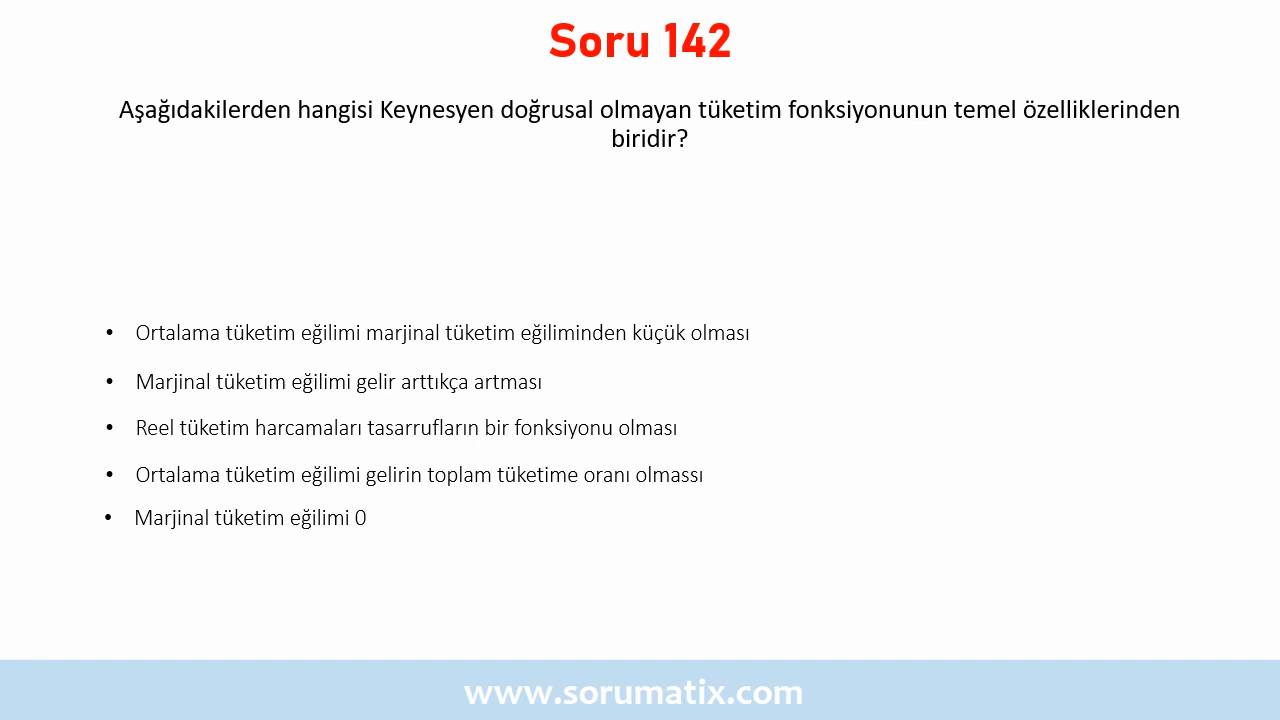 Soru 142
Aşağıdakilerden hangisi Keynesyen doğrusal olmayan tüketim fonksiyonunun temel özelliklerinden
biridir?
• Ortalama tüketim eğilimi marjinal tüketim eğiliminden küçük olması
• Marjinal tüketim eğilimi gelir arttıkça artması
• Reel tüketim harcamaları tasarrufların bir fonksiyonu olması
• Ortalama tüketim eğilimi gelirin toplam tüketime oranı olmassı
• Marjinal tüketim eğilimi 0
www.sorumatix.com